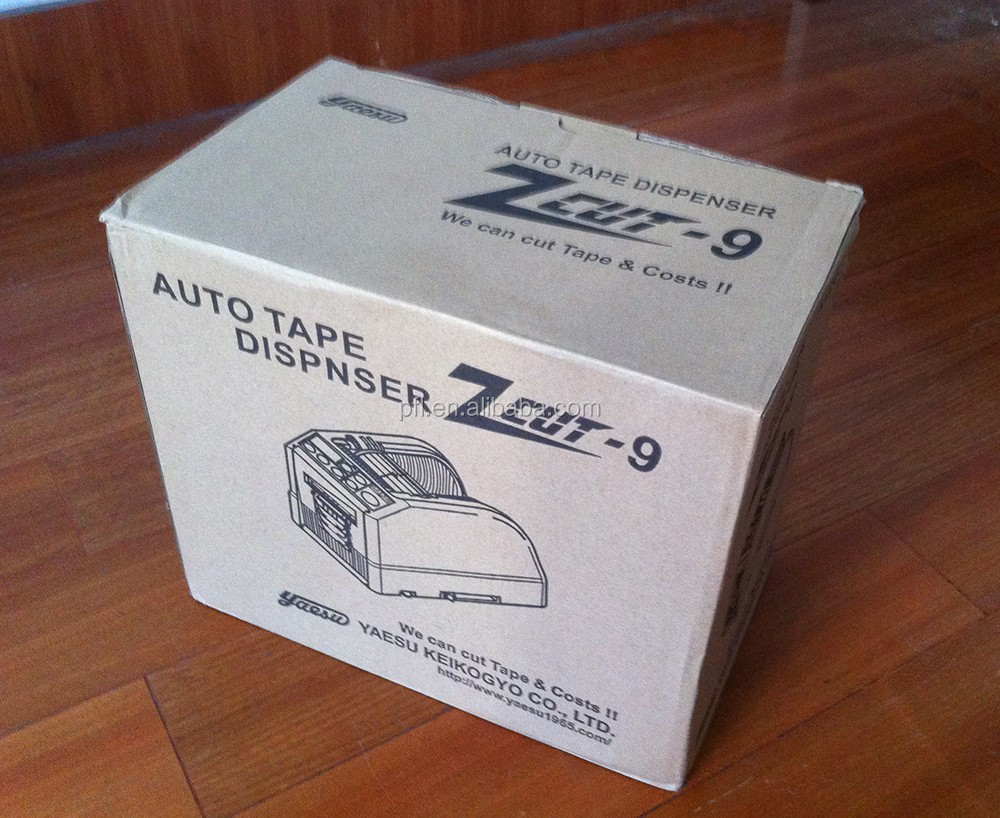 yaesu
AUTO TAPE DISPENSER
ZCUT-9
We can cut Tape & Costs !!
AUTO TAPE
DISPNSER ZCUT-9
pfl.en.alibaba.com
yaesu
We can cut Tape & Costs !!
YAESU KEIKOGYO CO., LTD.
http://www.yaesu1965.com/